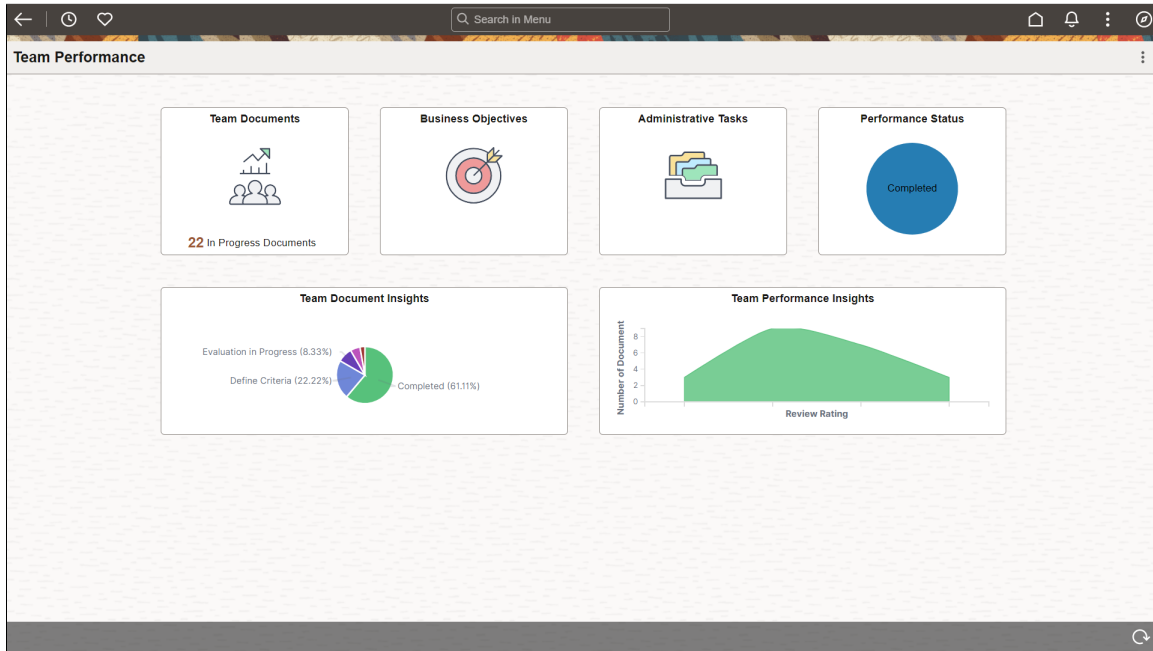 Search in Menu
Team Performance
Team Documents
22 In Progress Documents
Business Objectives
Administrative Tasks
Performance Status
Completed
Team Document Insights
Evaluation in Progress (8.33%)
Define Criteria (22.22%)
Completed (61.11%)
Team Performance Insights
Number of Document
8
6
4
2
0
Review Rating